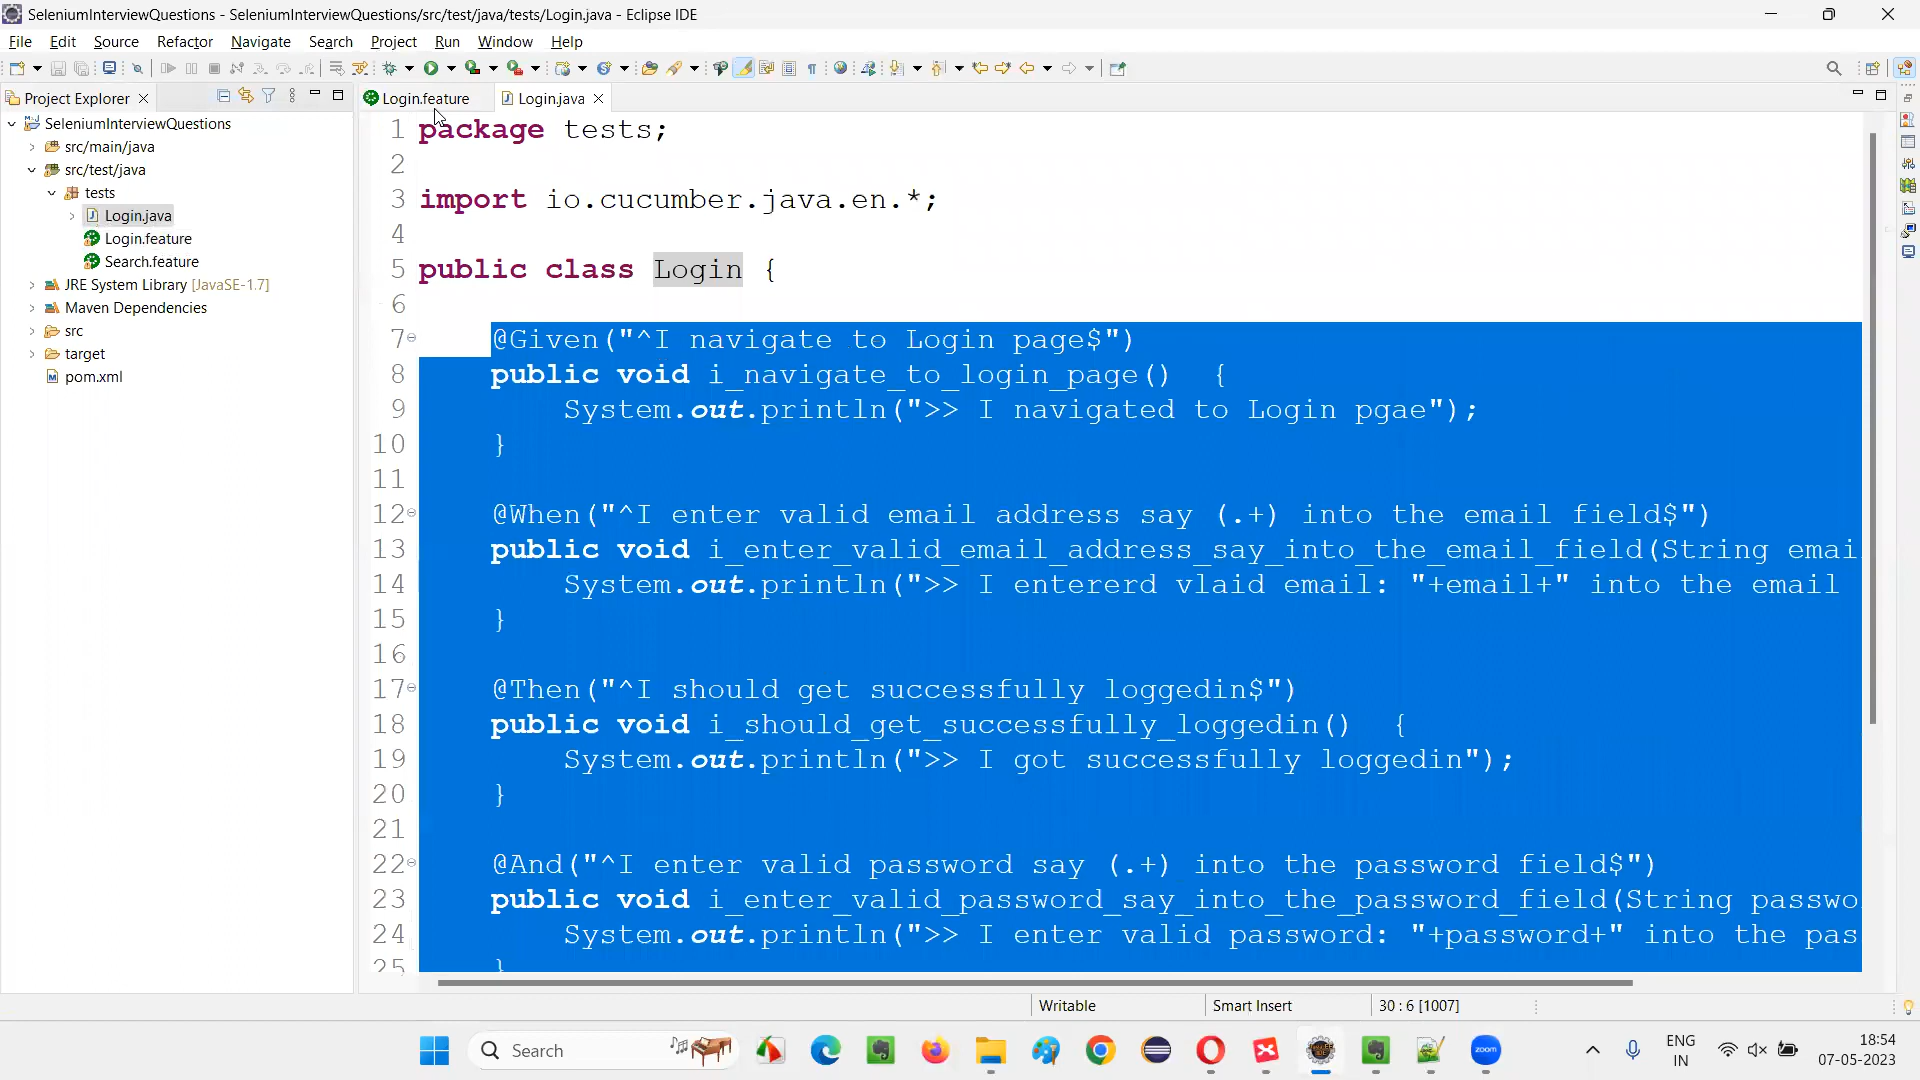 SeleniumInterviewQuestions - SeleniumInterviewQuestions/src/test/java/tests/Login.java - Eclipse IDE
File Edit Source Refactor Navigate Search Project Run Window Help
Project Explorer
Login.feature Login.java
SeleniumInterviewQuestions
src/main/java
src/test/java
tests
Login.java
Login.feature
Search.feature
JRE System Library [JavaSE-1.7]
Maven Dependencies
src
target
pom.xml
1 package tests;
2
3 import io.cucumber.java.en.*;
4
5 public class Login {
6
7 @Given("^I navigate to Login page$")
8 public void i_navigate_to_login_page() {
9 System.out.println(">> I navigated to Login pgae");
10 }
11
12 @When("^I enter valid email address say (.+) into the email field$")
13 public void i_enter_valid_email_address_say_into_the_email_field(String emai
14 System.out.println(">> I entererd vlaid email: "+email+" into the email
15 }
16
17 @Then("^I should get successfully loggedin$")
18 public void i_should_get_successfully_loggedin() {
19 System.out.println(">> I got successfully loggedin");
20 }
21
22 @And("^I enter valid password say (.+) into the password field$")
23 public void i_enter_valid_password_say_into_the_password_field(String passwo
24 System.out.println(">> I enter valid password: "+password+" into the pas
25 }
Writable Smart Insert 30 : 6 [1007]
Search
zoom
ENG
IN
18:54
07-05-2023